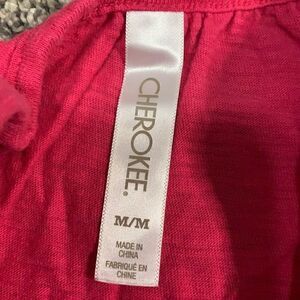 CHEROKEE.
M/M
MADE IN
CHINA
FABRIQUÉ EN
CHINE